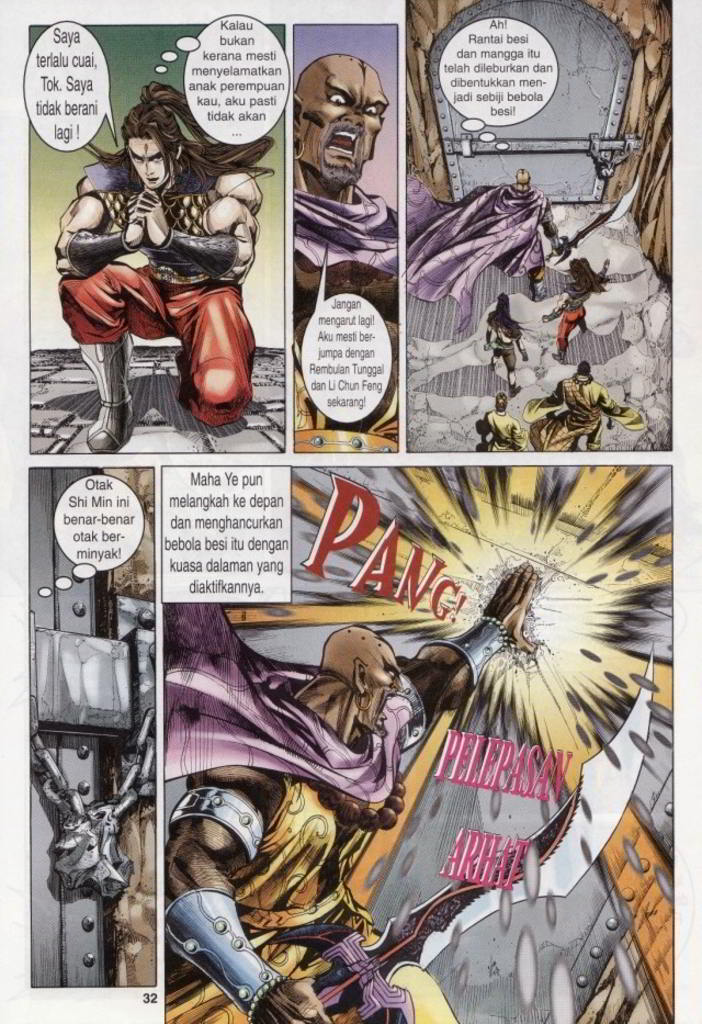 Saya
terlalu cuai,
Tok. Saya
tidak berani
lagi !
Kalau
bukan
kerana mesti
menyelamatkan
anak perempuan
kau, aku pasti
tidak akan
...
Jangan
mengarut lagi!
Aku mesti ber-
jumpa dengan
Rembulan Tunggal
dan Li Chun Feng
sekarang!
Ah!
Rantai besi
dan mangga itu
telah dileburkan dan
dibentukkan men-
jadi sebiji bebola
besi!
Otak
Shi Min ini
benar-benar
otak ber-
minyak!
Maha Ye pun
melangkah ke depan
dan menghancurkan
bebola besi itu dengan
kuasa dalaman yang
diaktifkannya.
PANG!
PELEPASAN
ARHAT
32